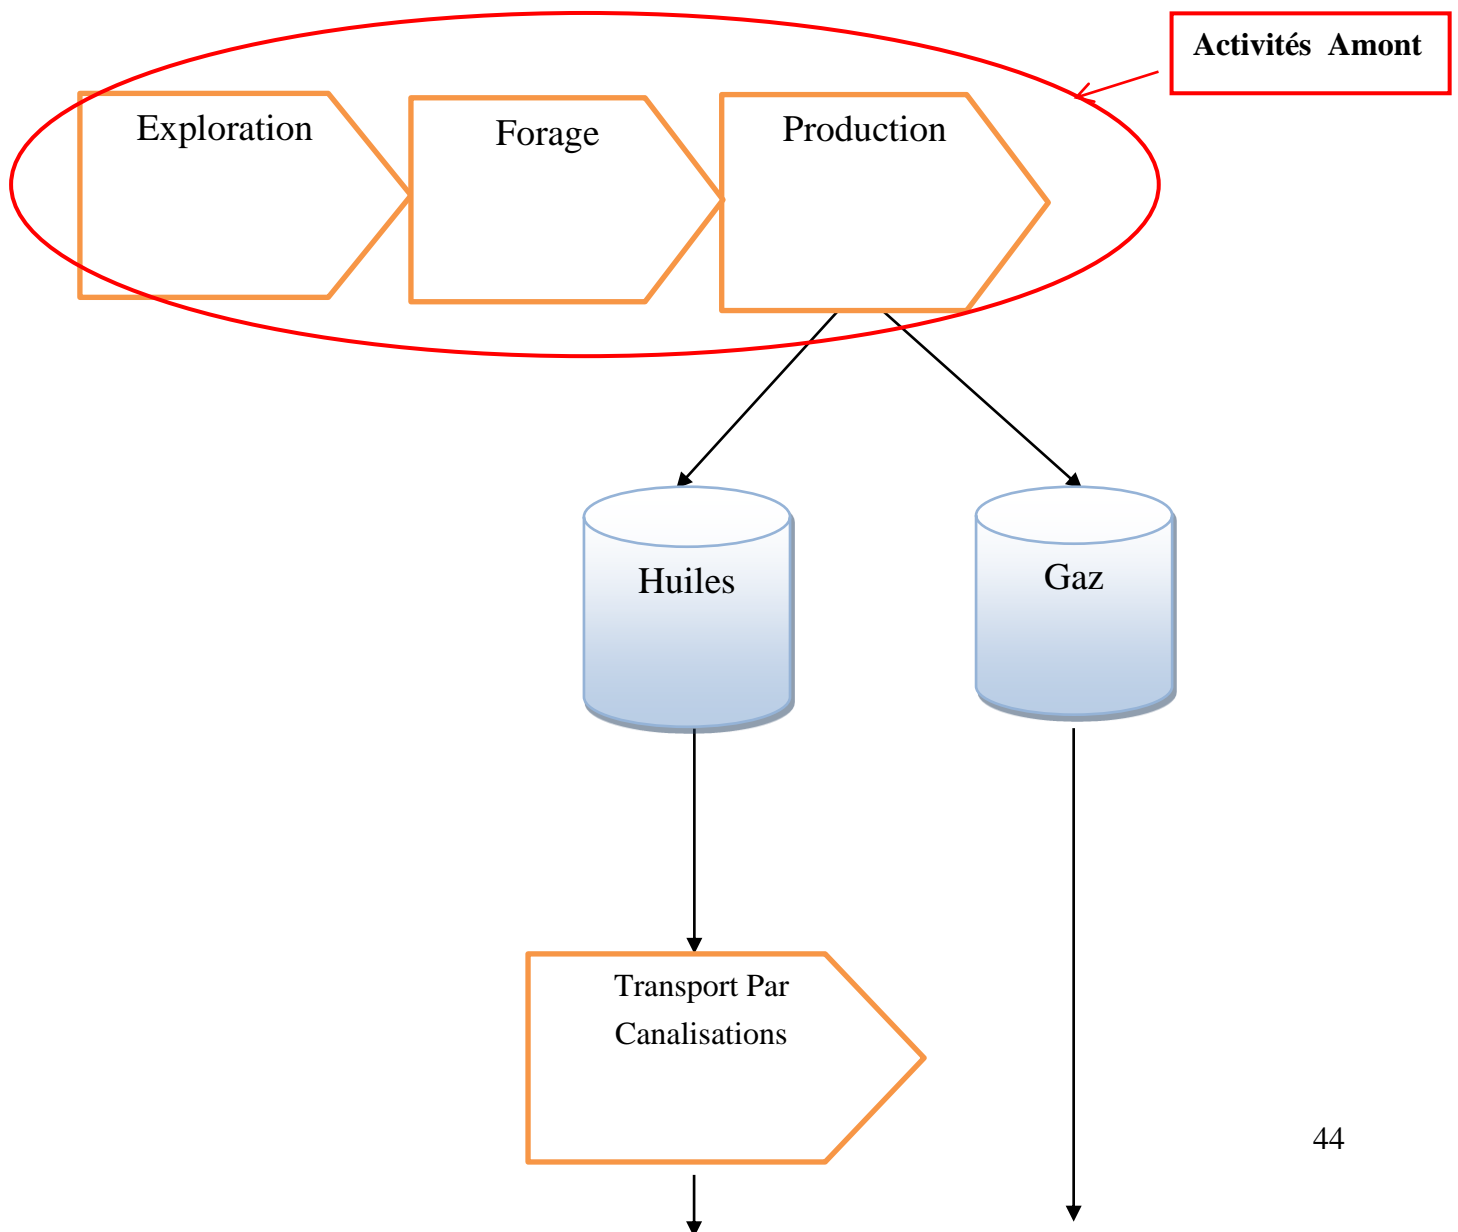 Activités  Amont
Exploration
Forage
Production
Huiles
Gaz
Transport Par
Canalisations
44